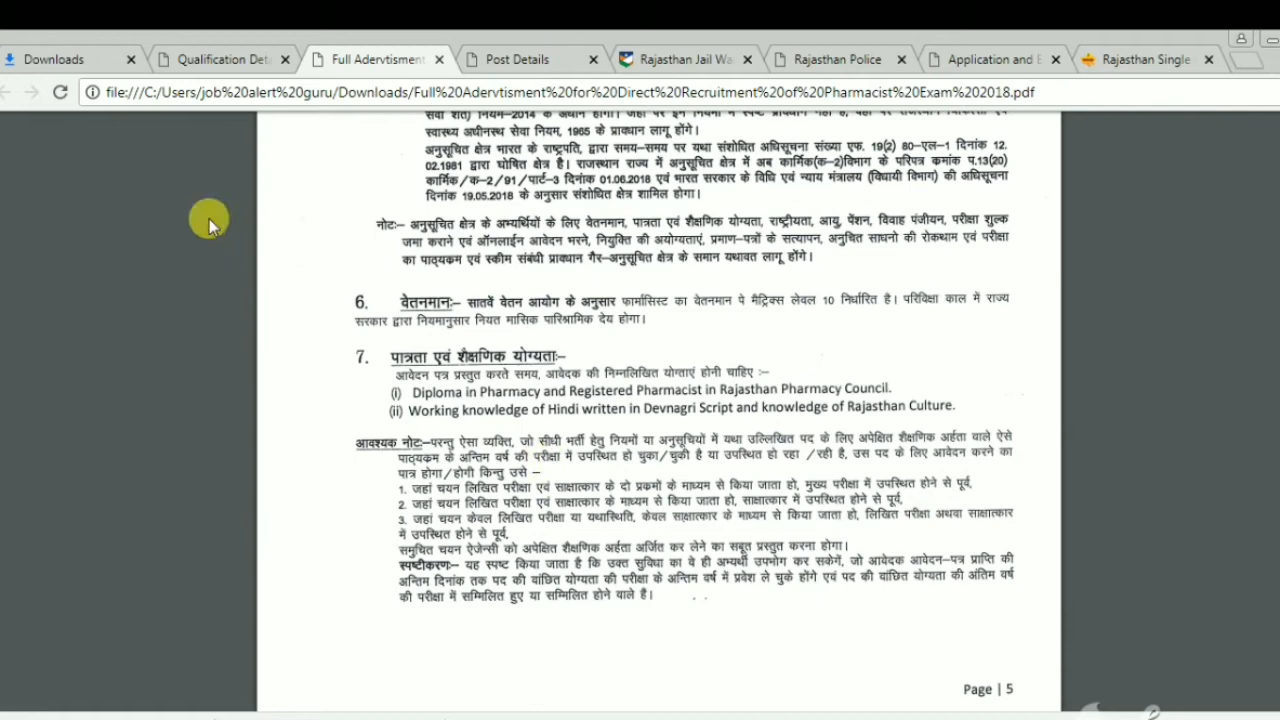 Downloads
Qualification Det
Full Adervtisment
Post Details
Rajasthan Jail Wa
Rajasthan Police
Application and E
Rajasthan Single
file:///C:/Users/job%20alert%20guru/Downloads/Full%20Adervtisment%20for%20Direct%20Recruitment%20of%20Pharmacist%20Exam%202018.pdf
स्वास्थ्य अधीनस्थ सेवा नियम, 1965 के प्रावधान लागू होंगे।
अनुसूचित क्षेत्र भारत के राष्ट्रपति, द्वारा समय–समय पर यथा संशोधित अधिसूचना संख्या एफ. 19(2) 80–एल–1 दिनांक 12.
02.1981 द्वारा घोषित क्षेत्र है। राजस्थान राज्य में अनुसूचित क्षेत्र में अब कार्मिक(क–2)विभाग के परिपत्र कमांक प.13(20)
कार्मिक/क–2/91/पार्ट–3 दिनांक 01.06.2018 एवं भारत सरकार के विधि एवं न्याय मंत्रालय (विधायी विभाग) की अधिसूचना
दिनांक 19.05.2018 के अनुसार संशोधित क्षेत्र शामिल होगा।
नोटः– अनुसूचित क्षेत्र के अभ्यर्थियों के लिए वेतनमान, पात्रता एवं शैक्षणिक योग्यता, राष्ट्रीयता, आयु, पेंशन, विवाह पंजीयन, परीक्षा शुल्क
जमा कराने एवं ऑनलाईन आवेदन भरने, नियुक्ति की अयोग्यताएं, प्रमाण–पत्रों के सत्यापन, अनुचित साधनो की रोकथाम एवं परीक्षा
का पाठ्यकम एवं स्कीम संबंधी प्रावधान गैर–अनुसूचित क्षेत्र के समान यथावत लागू होंगे।
6. वेतनमानः– सातवें वेतन आयोग के अनुसार फार्मासिस्ट का वेतनमान पे मैट्रिक्स लेवल 10 निर्धारित है। परिविक्षा काल में राज्य
सरकार द्वारा नियमानुसार नियत मासिक पारिश्रामिक देय होगा।
7. पात्रता एवं शैक्षणिक योग्यताः–
आवेदन पत्र प्रस्तुत करते समय, आवेदक की निम्नलिखित योग्ताएं होनी चाहिए :–
(i) Diploma in Pharmacy and Registered Pharmacist in Rajasthan Pharmacy Council.
(ii) Working knowledge of Hindi written in Devnagri Script and knowledge of Rajasthan Culture.
आवश्यक नोटः–परन्तु ऐसा व्यक्ति, जो सीधी भर्ती हेतु नियमों या अनुसूचियों में यथा उल्लिखित पद के लिए अपेक्षित शैक्षणिक अर्हता वाले ऐसे
पाठ्यकम के अन्तिम वर्ष की परीक्षा में उपस्थित हो चुका/चुकी है या उपस्थित हो रहा /रही है, उस पद के लिए आवेदन करने का
पात्र होगा/होगी किन्तु उसे –
1. जहां चयन लिखित परीक्षा एवं साक्षात्कार के दो प्रकमों के माध्यम से किया जाता हो, मुख्य परीक्षा में उपस्थित होने से पूर्व,
2. जहां चयन लिखित परीक्षा एवं साक्षात्कार के माध्यम से किया जाता हो, साक्षात्कार में उपस्थित होने से पूर्व,
3. जहां चयन केवल लिखित परीक्षा या यथास्थिति, केवल साक्षात्कार के माध्यम से किया जाता हो, लिखित परीक्षा अथवा साक्षात्कार
में उपस्थित होने से पूर्व,
समुचित चयन ऐजेन्सी को अपेक्षित शैक्षणिक अर्हता अर्जित कर लेने का सबूत प्रस्तुत करना होगा।
स्पष्टीकरणः– यह स्पष्ट किया जाता है कि उक्त सुविधा का वे ही अभ्यर्थी उपभोग कर सकेगें, जो आवेदक आवेदन–पत्र प्राप्ति की
अन्तिम दिनांक तक पद की वांछित योग्यता की परीक्षा के अन्तिम वर्ष में प्रवेश ले चुके होंगे एवं पद की वांछित योग्यता की अंतिम वर्ष
की परीक्षा में सम्मिलित हुए या सम्मिलित होने वाले है।
Page | 5